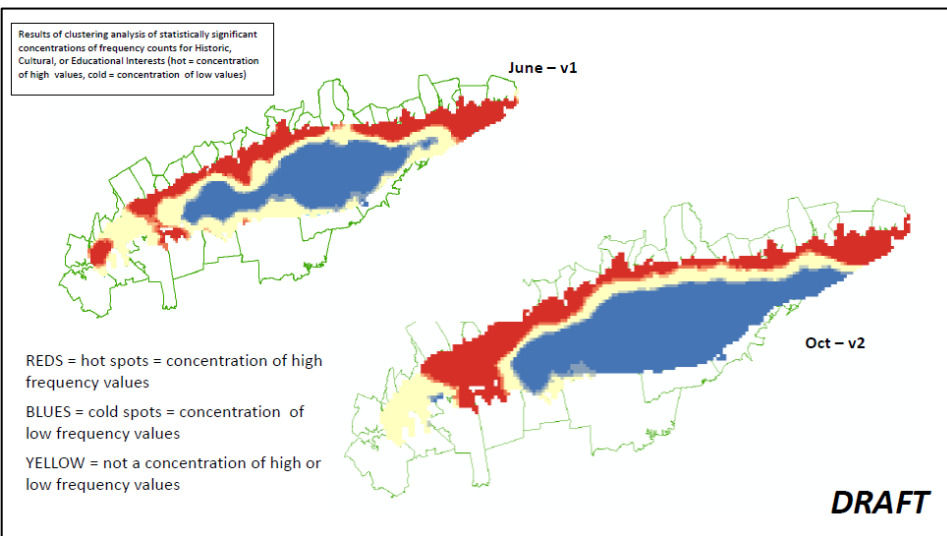 Results of clustering analysis of statistically significant
concentrations of frequency counts for Historic,
Cultural, or Educational Interests (hot = concentration
of high  values, cold = concentration of low values)
June – v1
Oct – v2
REDS = hot spots = concentration of high
frequency values
BLUES = cold spots = concentration  of
low frequency values
YELLOW = not a concentration of high or
low frequency values
DRAFT